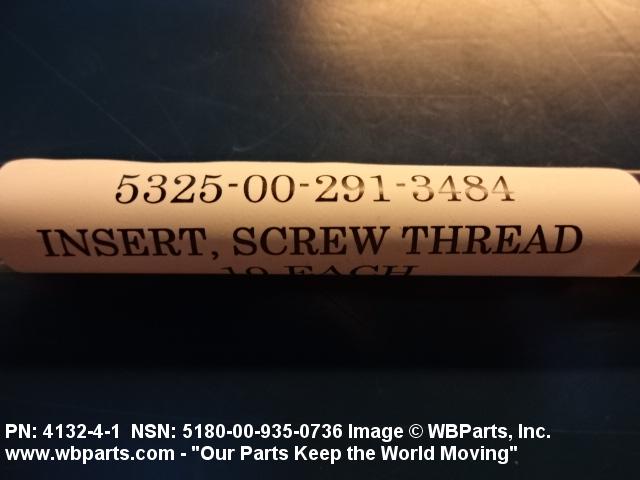 5325-00-291-3484
INSERT, SCREW THREAD
EACH
PN: 4132-4-1 NSN: 5180-00-935-0736 Image © WBParts, Inc.
www.wbparts.com - "Our Parts Keep the World Moving"